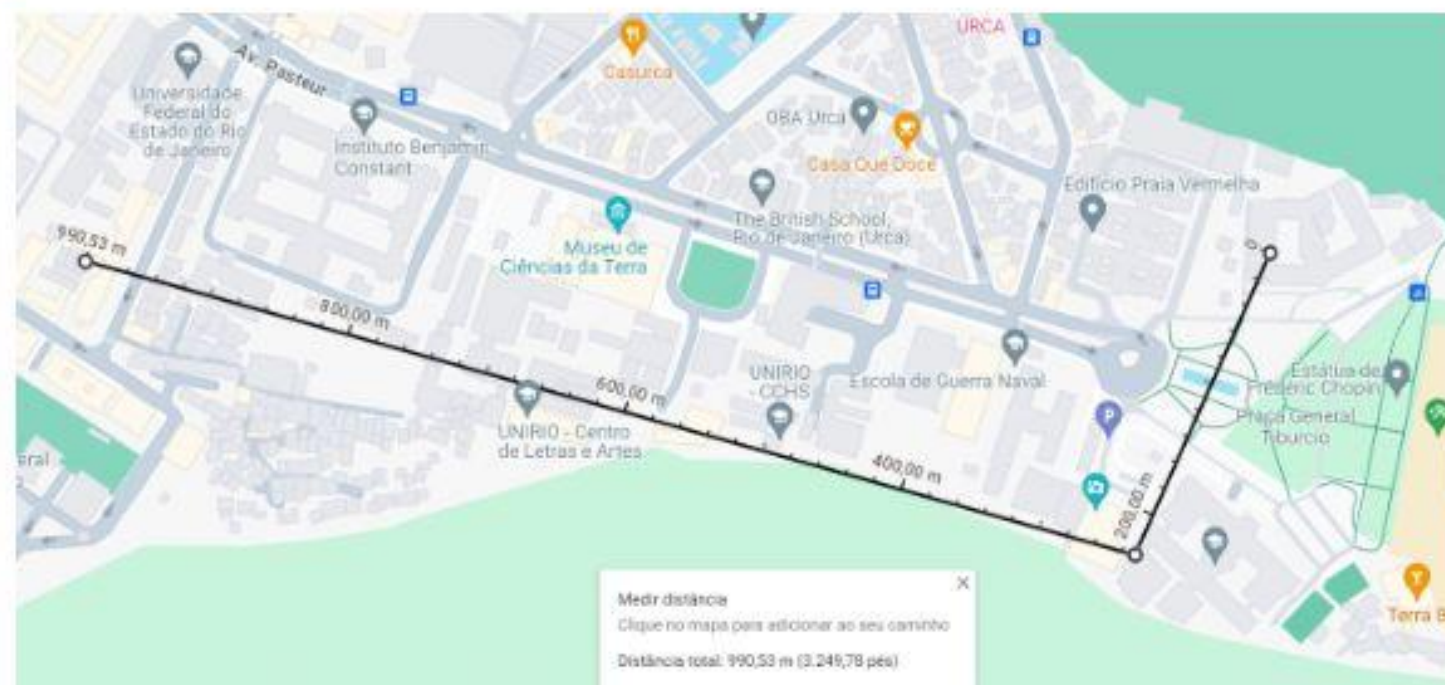 URCA
Av. Pasteur
Casurca
Universidade
Federal do
Estado do Rio
de Janeiro
Instituto Benjamin
Constant
OBA Urca
Casa Que Doce
Edifício Praia Vermelha
The British School,
Rio de Janeiro (Urca)
Museu de
Ciências da Terra
990,53 m
0
800,00 m
600,00 m
UNIRIO
- CCHS
Escola de Guerra Naval
P
Estátua de
Frédéric Chopin
Praça General
Tibúrcio
UNIRIO - Centro
de Letras e Artes
400,00 m
200,00 m
Terra B
Medir distância
Clique no mapa para adicionar ao seu caminho
Distância total: 990,53 m (3.249,78 pés)